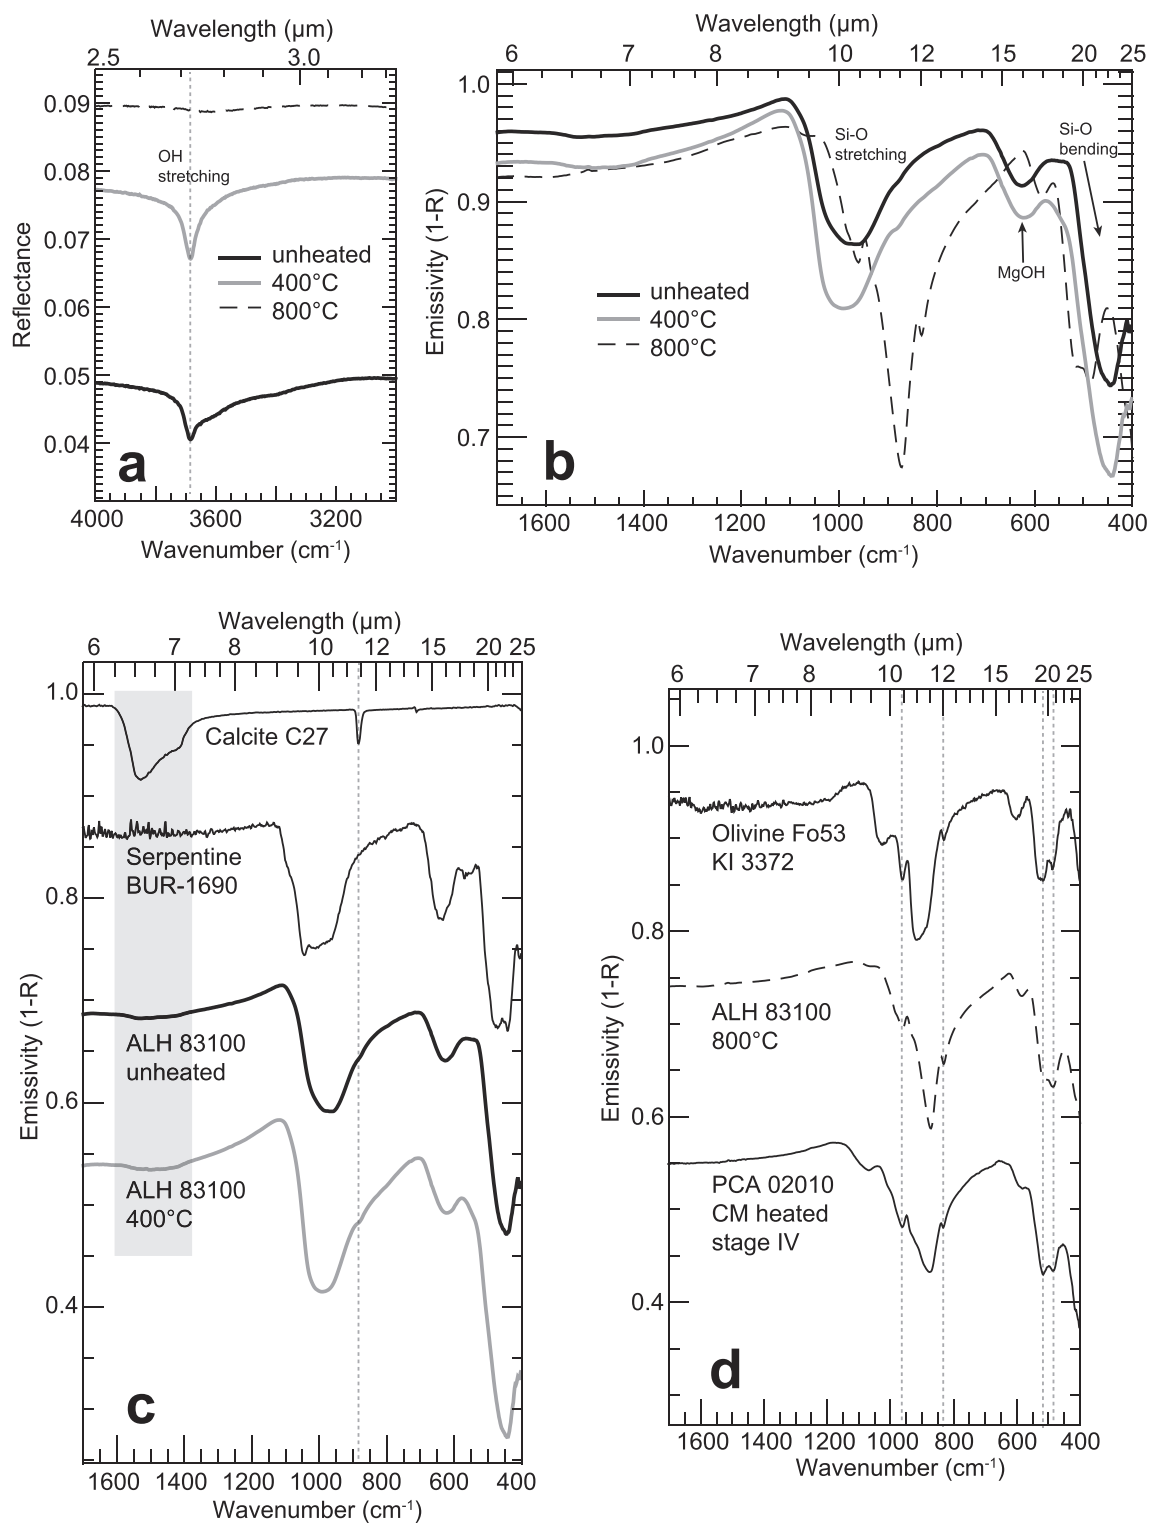 Wavelength (µm)
2.5 3.0
0.09
0.08
0.07
0.06
0.05
0.04
Reflectance
OH
stretching
unheated
400°C
800°C
a
4000 3600 3200
Wavenumber (cm-1)
Wavelength (µm)
6 7 8 10 12 15 20 25
1.0
0.9
0.8
0.7
Emissivity (1-R)
Si-O
stretching
Si-O
bending
MgOH
unheated
400°C
800°C
b
1600 1400 1200 1000 800 600 400
Wavenumber (cm-1)
Wavelength (µm)
6 7 8 10 12 15 20 25
1.0
0.8
0.6
0.4
Emissivity (1-R)
Calcite C27
Serpentine
BUR-1690
ALH 83100
unheated
ALH 83100
400°C
c
1600 1400 1200 1000 800 600 400
Wavenumber (cm-1)
Wavelength (µm)
6 7 8 10 12 15 20 25
1.0
0.8
0.6
0.4
Emissivity (1-R)
Olivine Fo53
KI 3372
ALH 83100
800°C
PCA 02010
CM heated
stage IV
d
1600 1400 1200 1000 800 600 400
Wavenumber (cm-1)